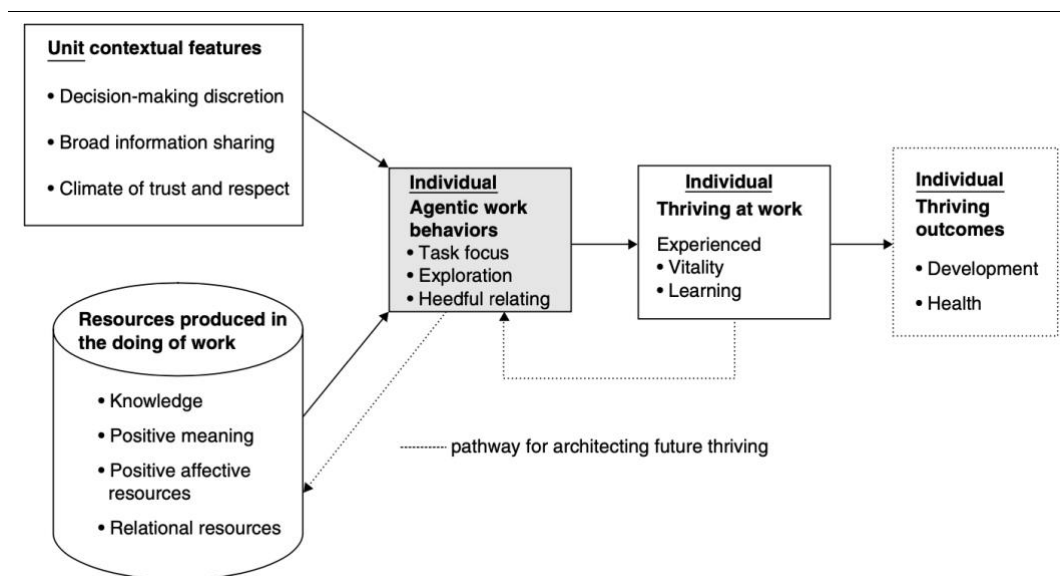 Unit contextual features
• Decision-making discretion
• Broad information sharing
• Climate of trust and respect
Individual
Agentic work
behaviors
• Task focus
• Exploration
• Heedful relating
Individual
Thriving at work
Experienced
• Vitality
• Learning
Individual
Thriving
outcomes
• Development
• Health
Resources produced in
the doing of work
• Knowledge
• Positive meaning
• Positive affective
resources
• Relational resources
pathway for architecting future thriving